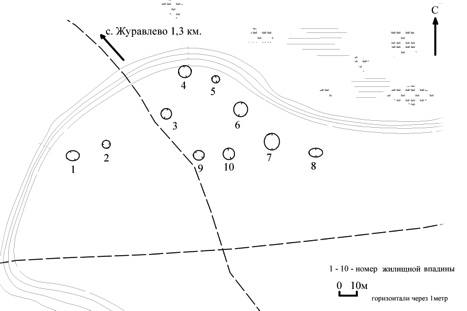 С
с. Журавлево 1,3 км.
4
5
3
6
2
1
9
10
7
8
1 - 10 - номер жилищной впадины
0 10м
горизонтали через 1метр